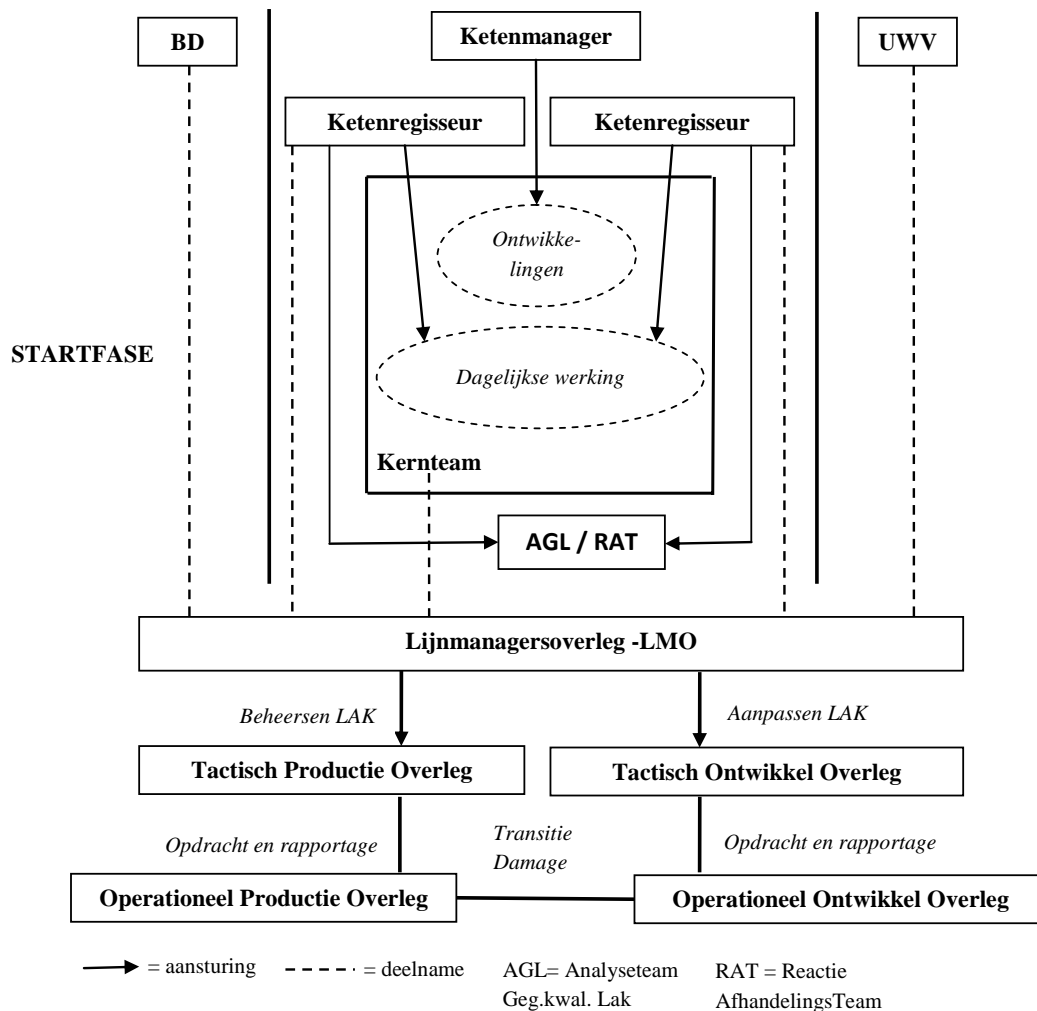 BD
Ketenmanager
UWV
Ketenregisseur
Ketenregisseur
Ontwikke-
lingen
STARTFASE
Dagelijkse werking
Kernteam
AGL / RAT
Lijnmanagersoverleg -LMO
Beheersen LAK
Aanpassen LAK
Tactisch Productie Overleg
Tactisch Ontwikkel Overleg
Opdracht en rapportage
Transitie
Damage
Opdracht en rapportage
Operationeel Productie Overleg
Operationeel Ontwikkel Overleg
= aansturing
= deelname
AGL= Analyseteam
Geg.kwal. Lak
RAT = Reactie
AfhandelingsTeam